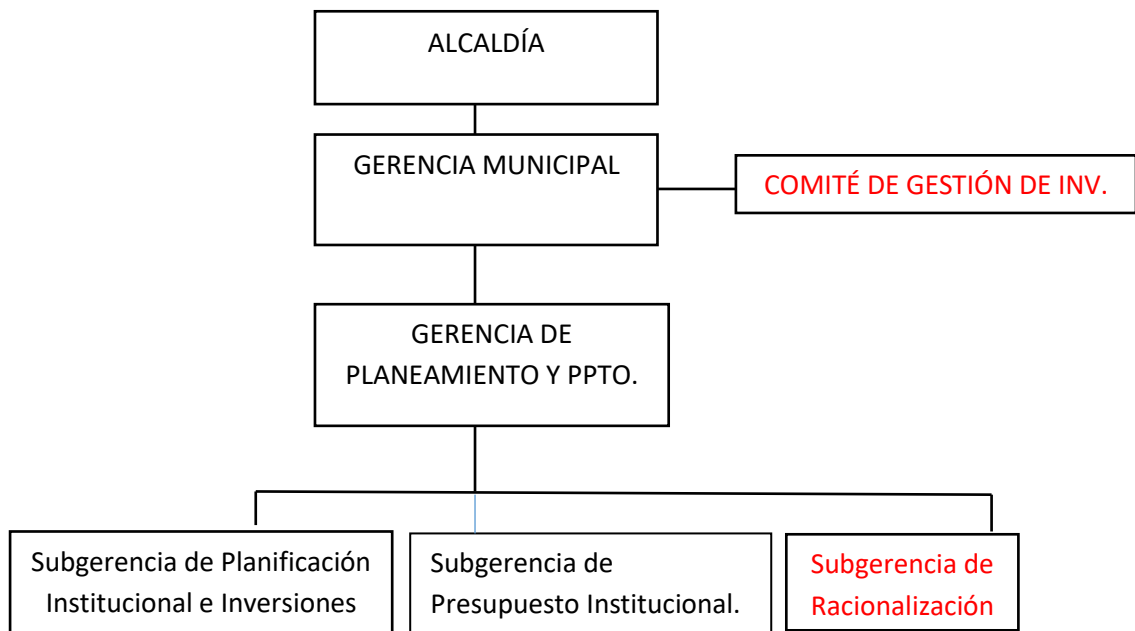 ALCALDÍA
GERENCIA MUNICIPAL
COMITÉ DE GESTIÓN DE INV.
GERENCIA DE
PLANEAMIENTO Y PPTO.
Subgerencia de Planificación
Institucional e Inversiones
Subgerencia de
Presupuesto Institucional.
Subgerencia de
Racionalización